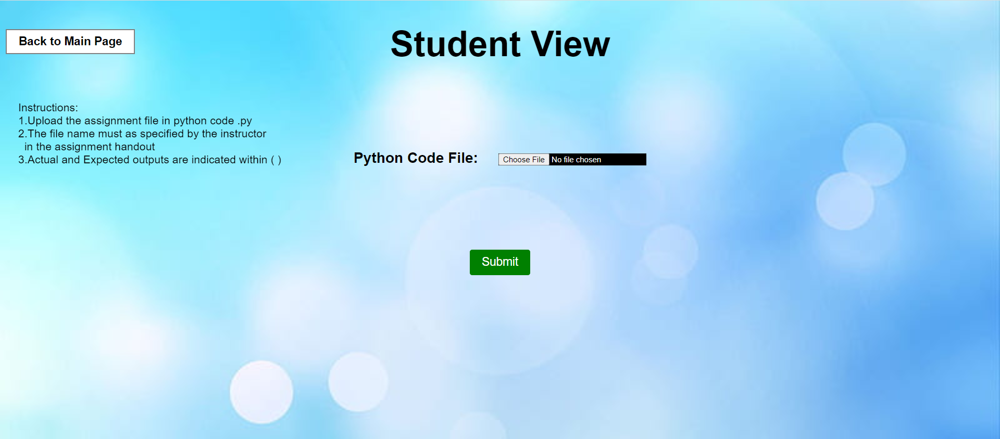 Back to Main Page
Student View
Instructions:
1.Upload the assignment file in python code .py
2.The file name must as specified by the instructor
in the assignment handout
3.Actual and Expected outputs are indicated within ( )
Python Code File:
Choose File No file chosen
Submit